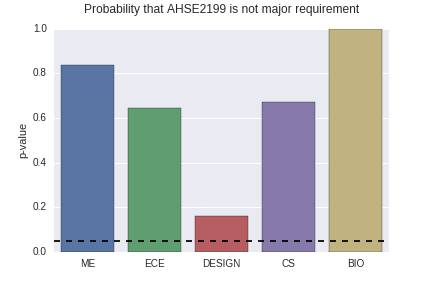 Probability that AHSE2199 is not major requirement
1.0
0.8
0.6
0.4
0.2
0.0
p-value
ME ECE DESIGN CS BIO